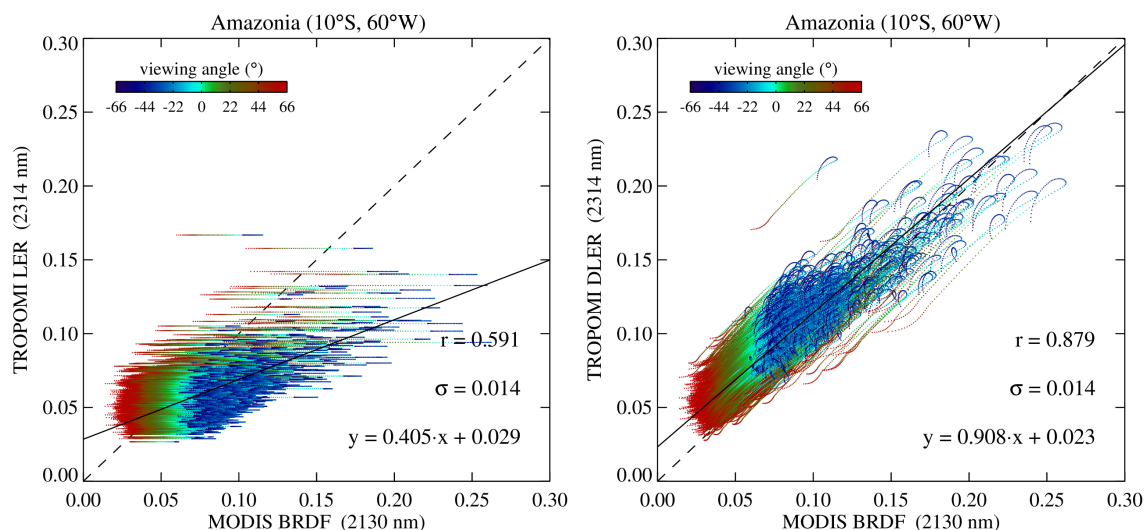 Amazonia (10°S, 60°W)
0.30
0.25
0.20
0.15
0.10
0.05
0.00
TROPOMI LER (2314 nm)
viewing angle (°)
-66 -44 -22 0 22 44 66
r = 0.591
σ = 0.014
y = 0.405·x + 0.029
0.00 0.05 0.10 0.15 0.20 0.25 0.30
MODIS BRDF (2130 nm)
Amazonia (10°S, 60°W)
0.30
0.25
0.20
0.15
0.10
0.05
0.00
TROPOMI DLER (2314 nm)
viewing angle (°)
-66 -44 -22 0 22 44 66
r = 0.879
σ = 0.014
y = 0.908·x + 0.023
0.00 0.05 0.10 0.15 0.20 0.25 0.30
MODIS BRDF (2130 nm)